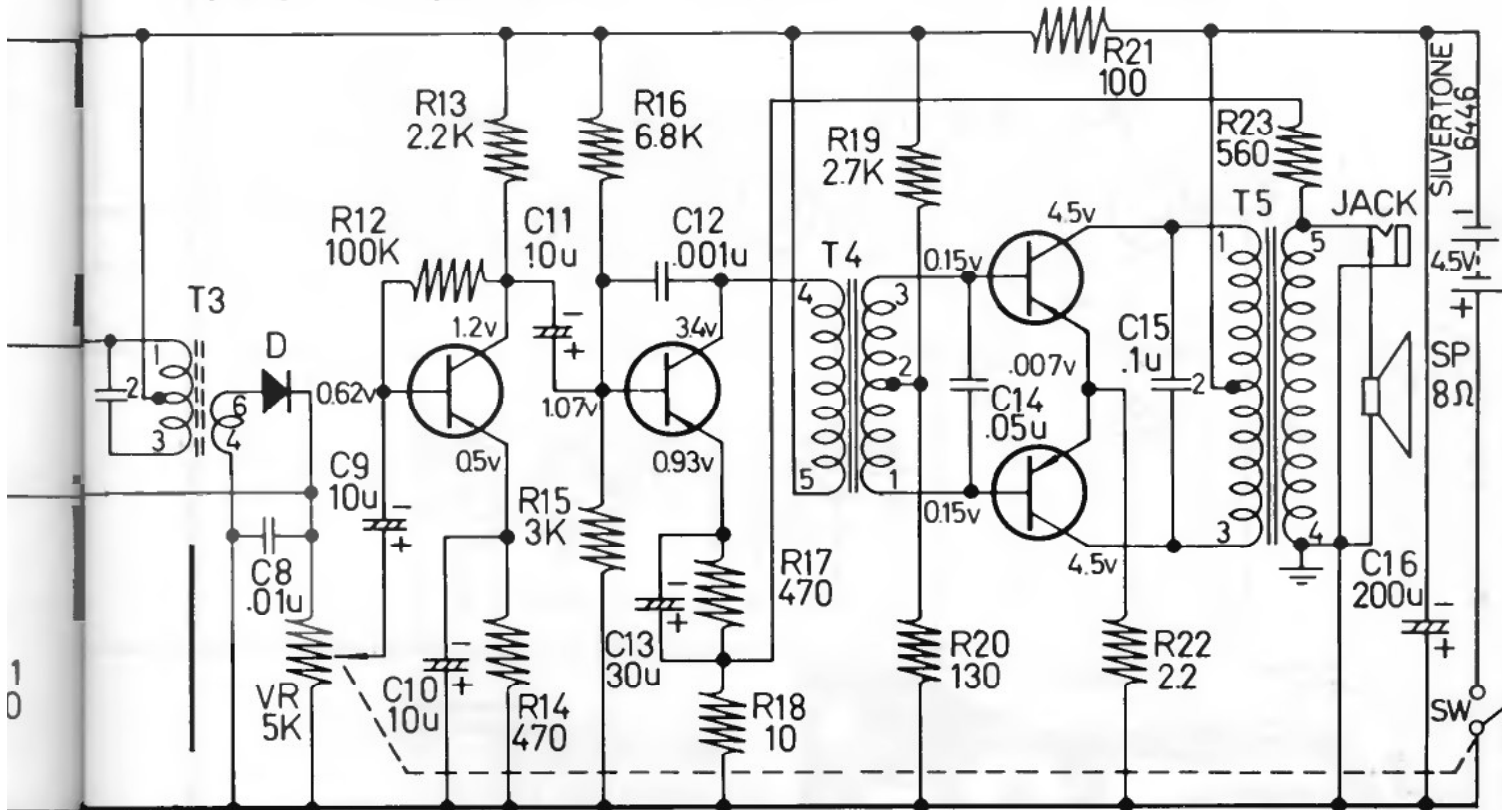 R21
100
R13
2.2K
R16
6.8K
R19
2.7K
R23
560
SILVERTONE
6446
R12
100K
C11
10u
C12
.001u
T4
4.5v
T5
JACK
T3
D
1
2
3
6
4
0.62v
1.2v
0.5v
3.4v
1.07v
0.93v
4
5
3
2
1
0.15v
0.15v
.007v
C14
.05u
C15
.1u
4.5v
1
2
3
5
4
-
4.5V
+
SP
8Ω
C9
10u
-
+
-
+
R15
3K
C8
.01u
VR
5K
C10
10u
-
+
R14
470
C13
30u
-
+
R17
470
R18
10
R20
130
R22
2.2
C16
200u
-
+
SW
1
0